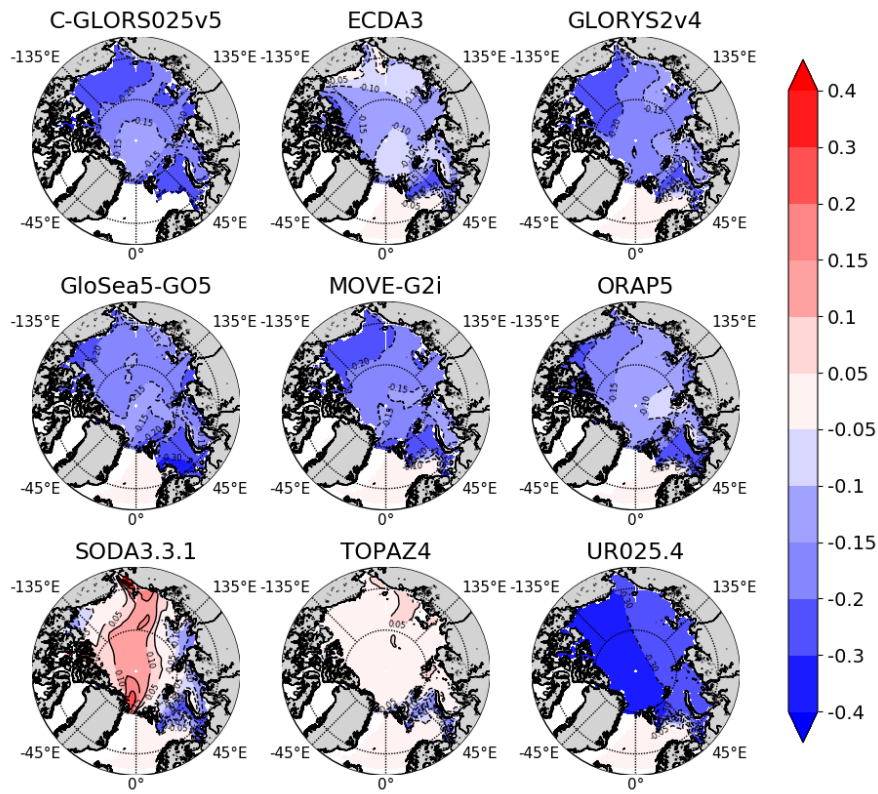 C-GLORS025v5 ECDA3 GLORYS2v4
-135°E 135°E -135°E 135°E -135°E 135°E
-45°E 45°E -45°E 45°E -45°E 45°E
0° 0° 0°
GloSea5-GO5 MOVE-G2i ORAP5
-135°E 135°E -135°E 135°E -135°E 135°E
-45°E 45°E -45°E 45°E -45°E 45°E
0° 0° 0°
SODA3.3.1 TOPAZ4 UR025.4
-135°E 135°E -135°E 135°E -135°E 135°E
-45°E 45°E -45°E 45°E -45°E 45°E
0° 0° 0°
0.4
0.3
0.2
0.15
0.1
0.05
-0.05
-0.1
-0.15
-0.2
-0.3
-0.4